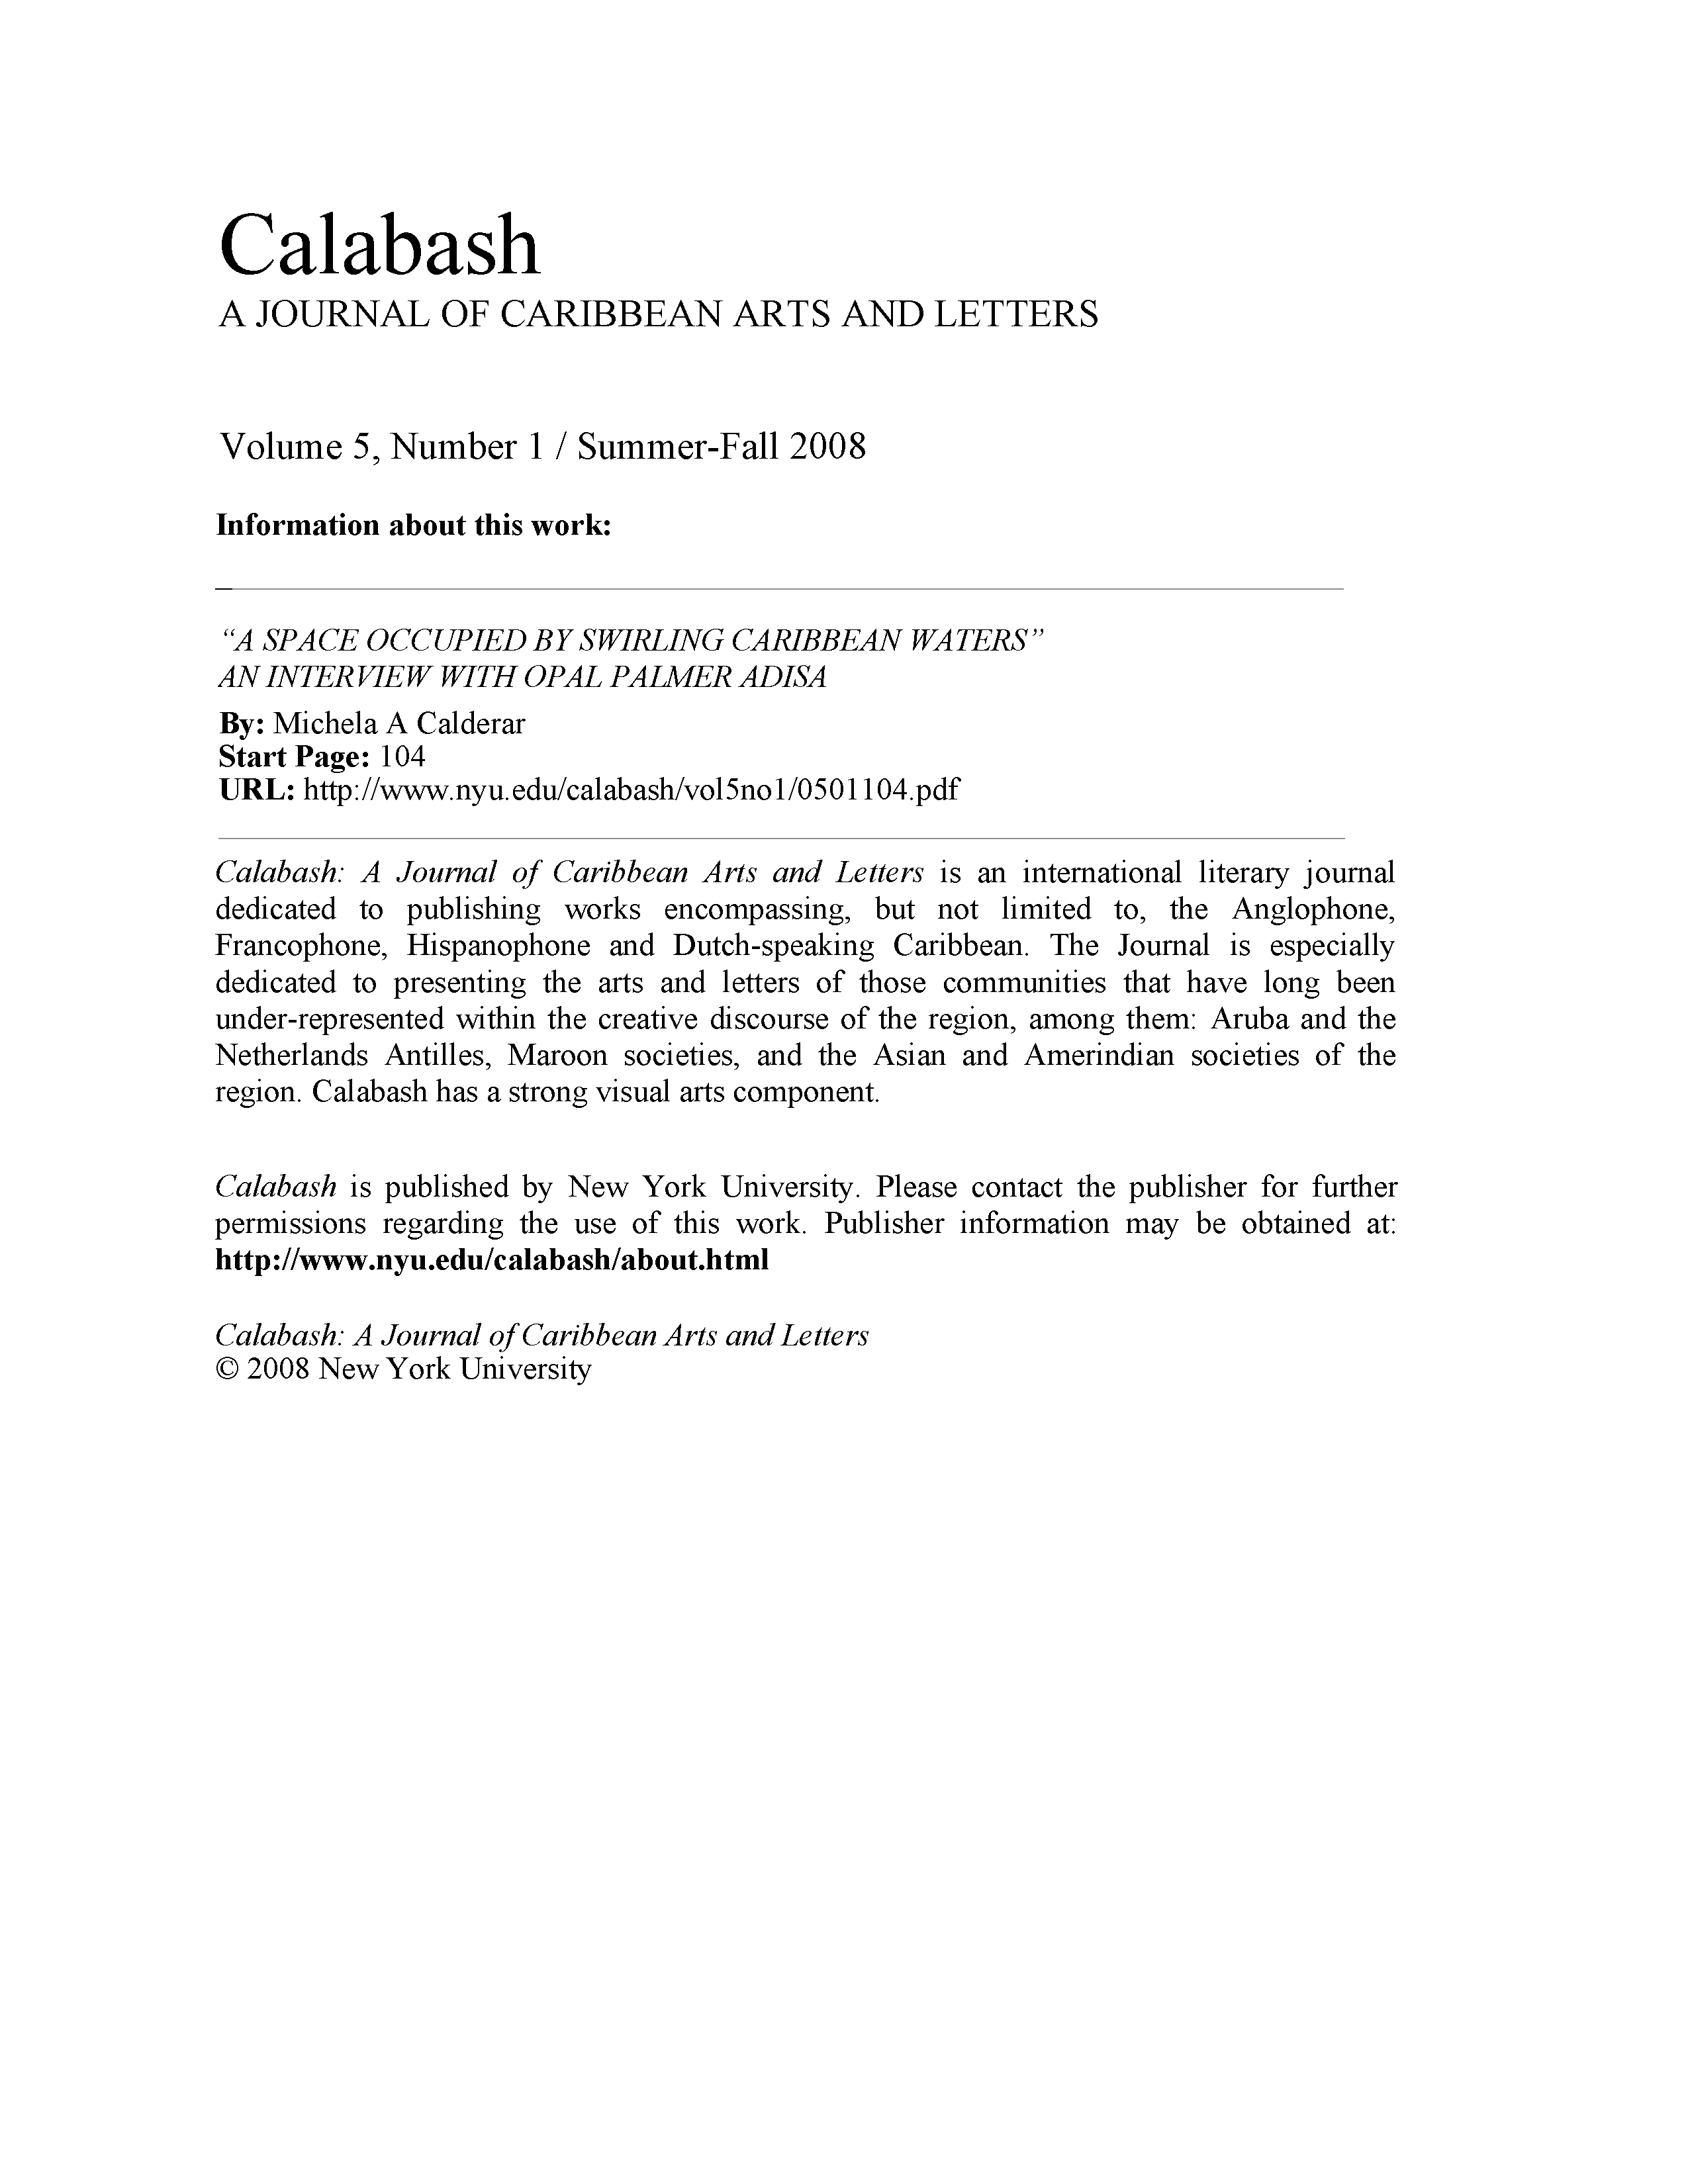 Calabash
A JOURNAL OF CARIBBEAN ARTS AND LETTERS
Volume 5, Number 1 / Summer-Fall 2008
Information about this work:
“A SPACE OCCUPIED BY SWIRLING CARIBBEAN WATERS”
AN INTERVIEW WITH OPAL PALMER ADISA
By: Michela A Calderar
Start Page: 104
URL: http://www.nyu.edu/calabash/vol5no1/0501104.pdf
Calabash: A Journal of Caribbean Arts and Letters is an international literary journal
dedicated to publishing works encompassing, but not limited to, the Anglophone,
Francophone, Hispanophone and Dutch-speaking Caribbean. The Journal is especially
dedicated to presenting the arts and letters of those communities that have long been
under-represented within the creative discourse of the region, among them: Aruba and the
Netherlands Antilles, Maroon societies, and the Asian and Amerindian societies of the
region. Calabash has a strong visual arts component.
Calabash is published by New York University. Please contact the publisher for further
permissions regarding the use of this work. Publisher information may be obtained at:
http://www.nyu.edu/calabash/about.html
Calabash: A Journal of Caribbean Arts and Letters
© 2008 New York University